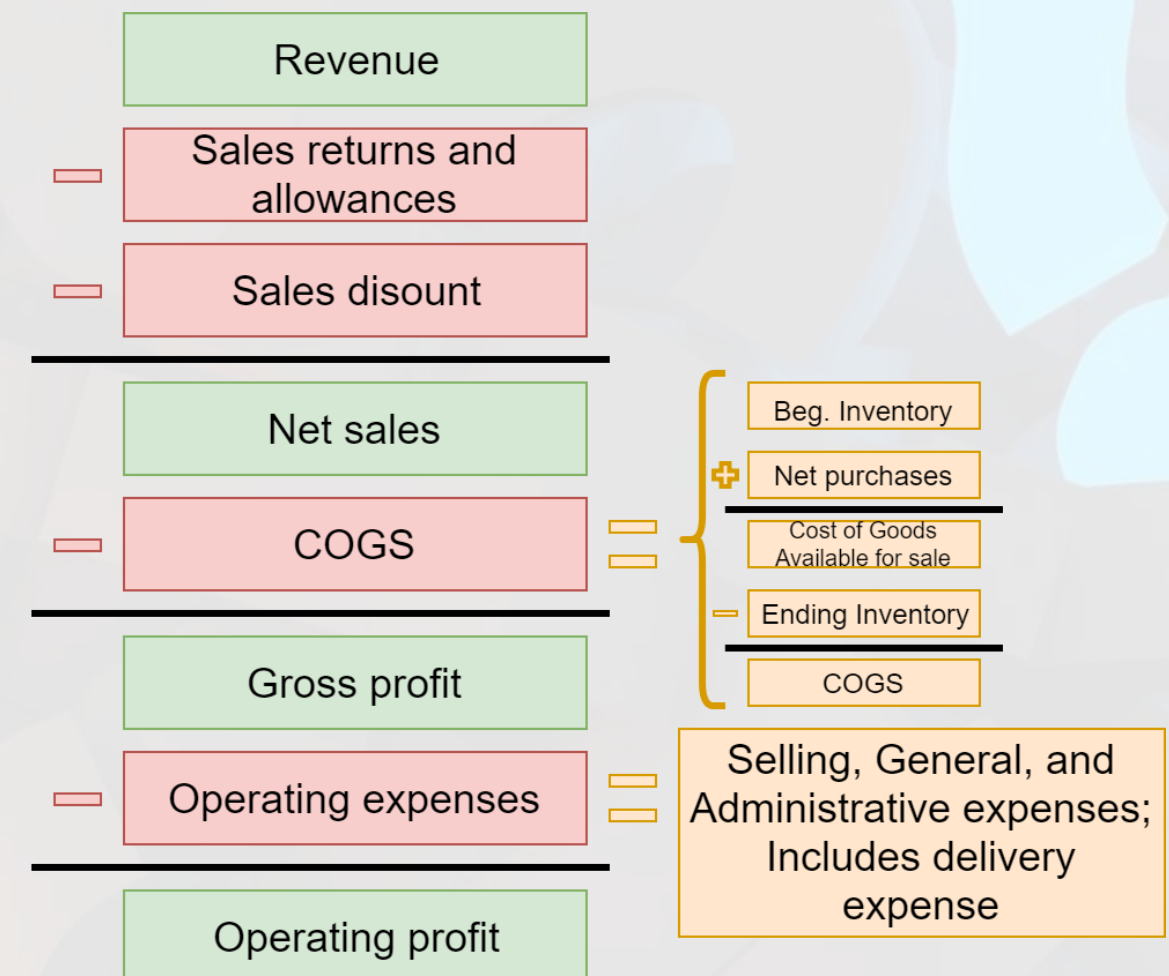 Revenue
Sales returns and
allowances
Sales disount
Net sales
COGS
Beg. Inventory
Net purchases
Cost of Goods
Available for sale
Ending Inventory
COGS
Gross profit
Operating expenses
Selling, General, and
Administrative expenses;
Includes delivery
expense
Operating profit